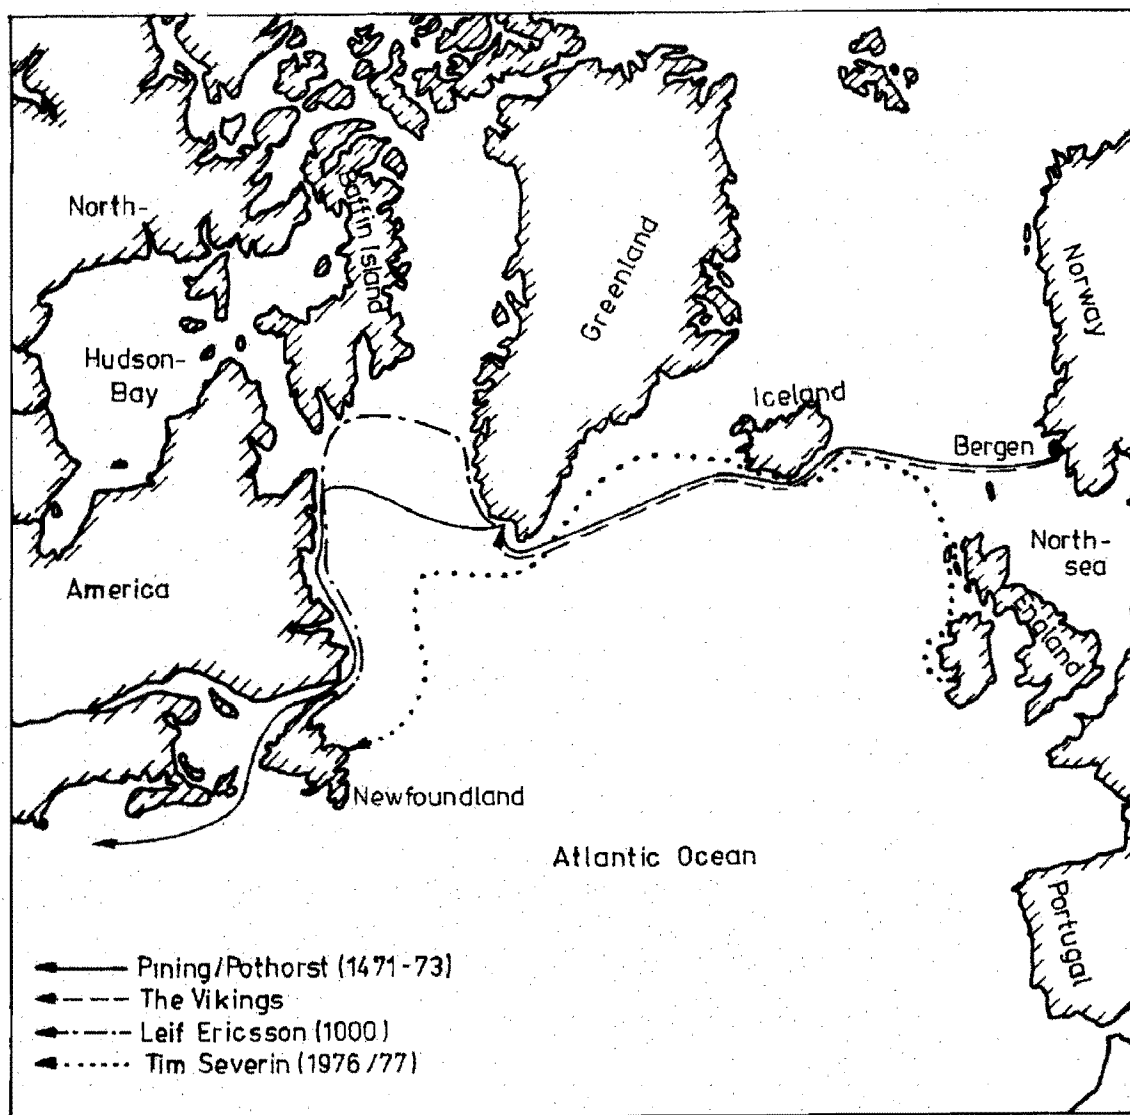 North-
Baffin Island
Greenland
Norway
Hudson-
Bay
Iceland
Bergen
North-
sea
America
England
Newfoundland
Atlantic Ocean
Portugal
Pining/Pothorst (1471-73)
The Vikings
Leif Ericsson (1000)
Tim Severin (1976/77)